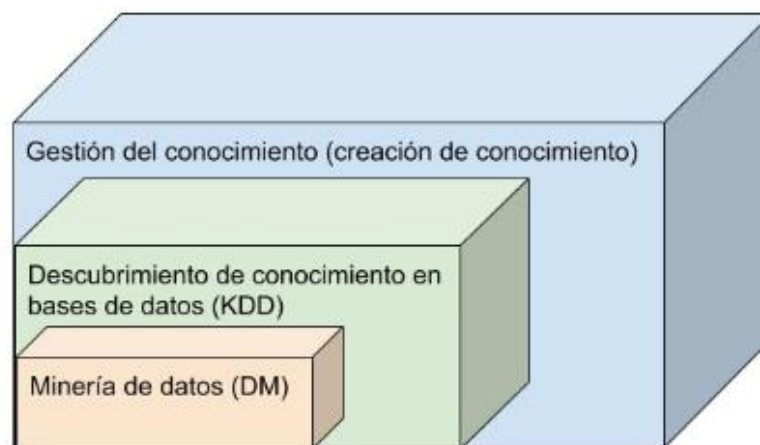 Gestión del conocimiento (creación de conocimiento)
Descubrimiento de conocimiento en
bases de datos (KDD)
Minería de datos (DM)